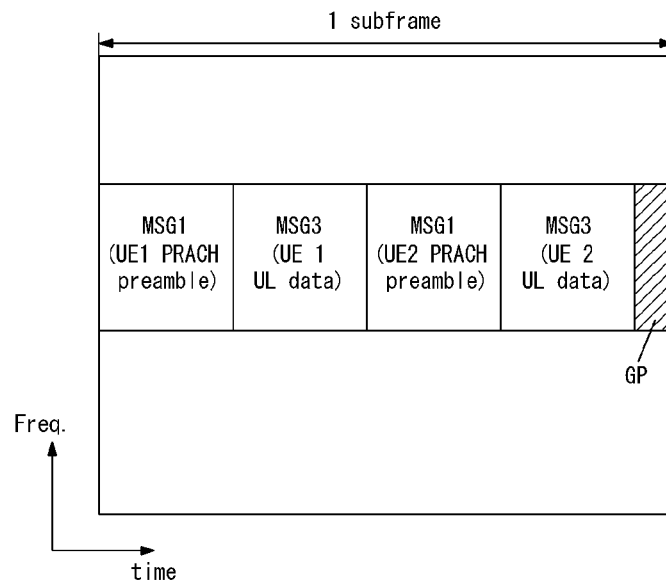 1 subframe
MSG1
(UE1 PRACH
preamble)
MSG3
(UE 1
UL data)
MSG1
(UE2 PRACH
preamble)
MSG3
(UE 2
UL data)
GP
Freq.
time